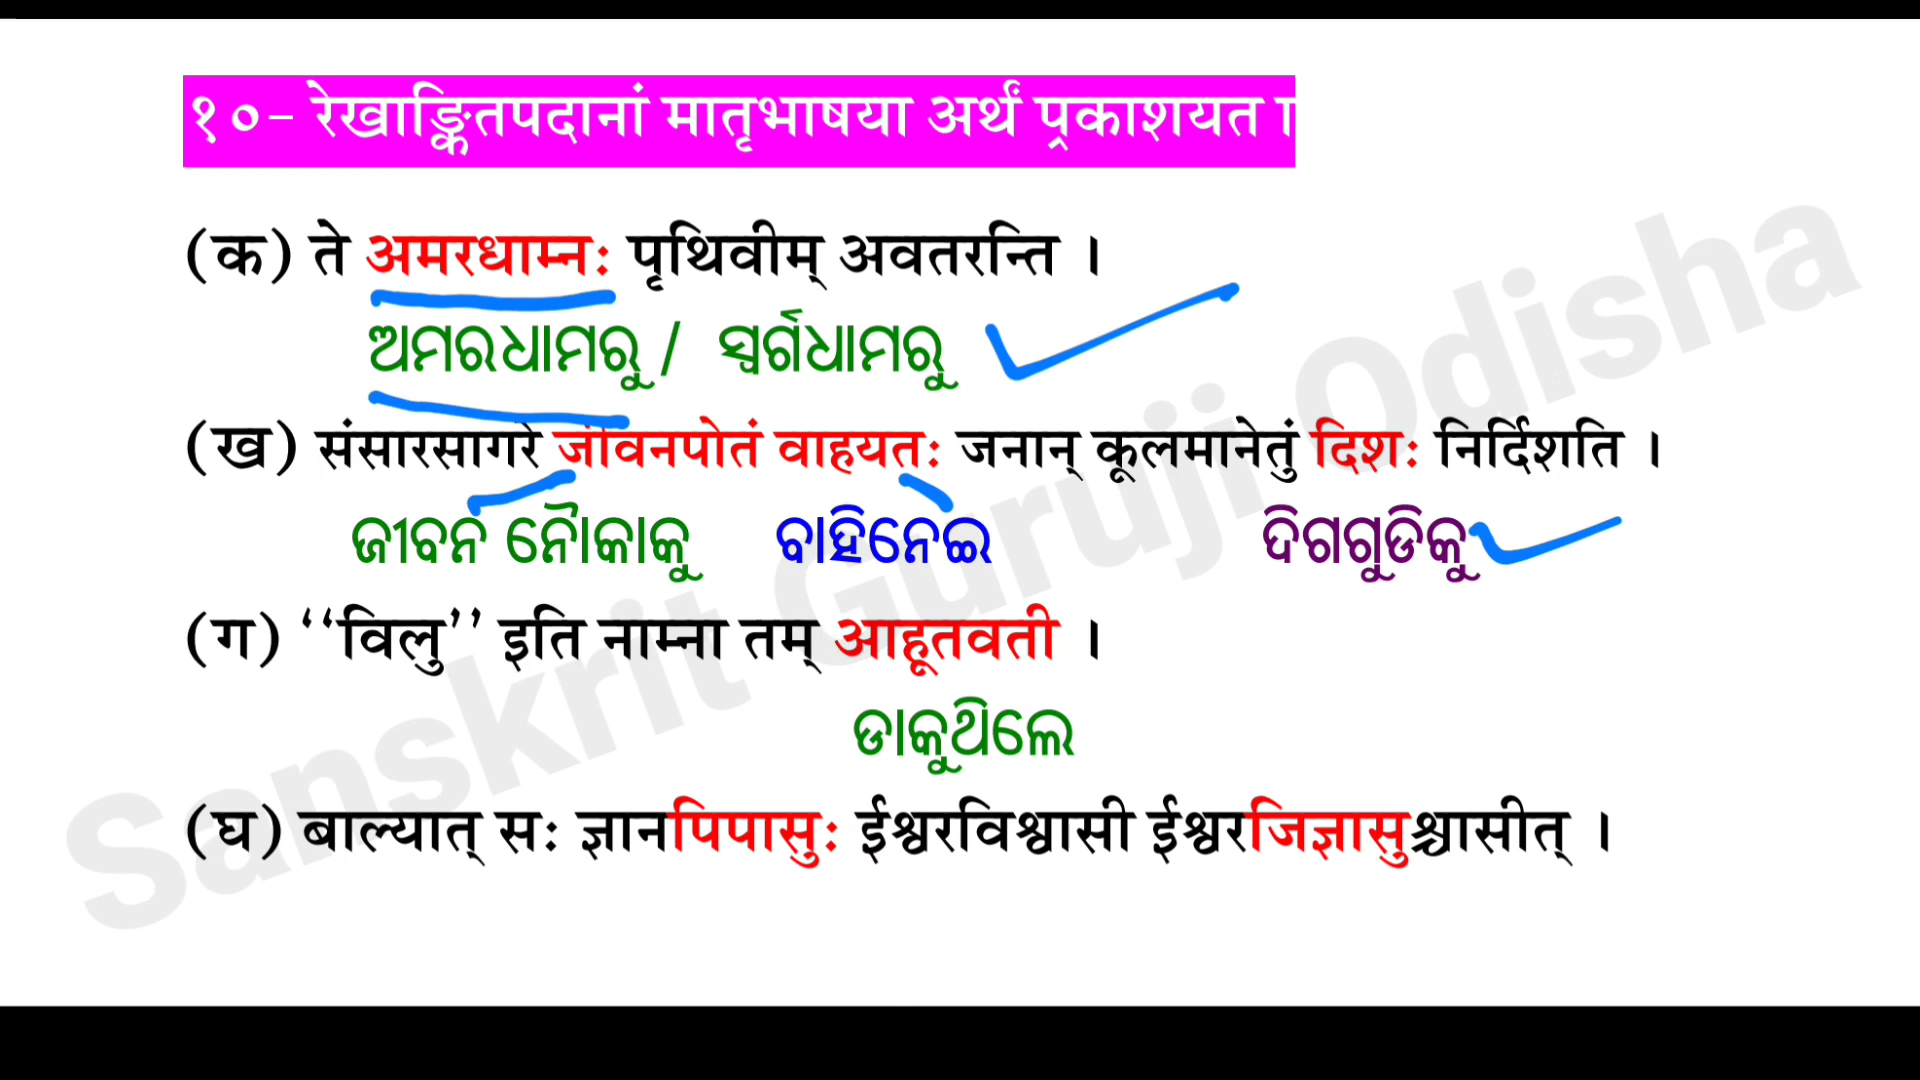 १०- रेखाङ्कितपदानां मातृभाषया अर्थं प्रकाशयत ।
(क) ते अमरधाम्नः पृथिवीम् अवतरन्ति ।
ଅମରଧାମରୁ / ସ୍ୱର୍ଗଧାମରୁ
(ख) संसारसागरे जीवनपोतं वाहयतः जनान् कूलमानेतुं दिशः निर्दिशति ।
ଜୀବନ ନୌକାକୁ ବାହିନେଇ ଦିଗଗୁଡିକୁ
(ग) ‘‘विलु’’ इति नाम्ना तम् आहूतवती ।
ଡାକୁଥିଲେ
(घ) बाल्यात् सः ज्ञानपिपासुः ईश्वरविश्वासी ईश्वरजिज्ञासुश्चासीत् ।
Sanskrit Guruji Odisha